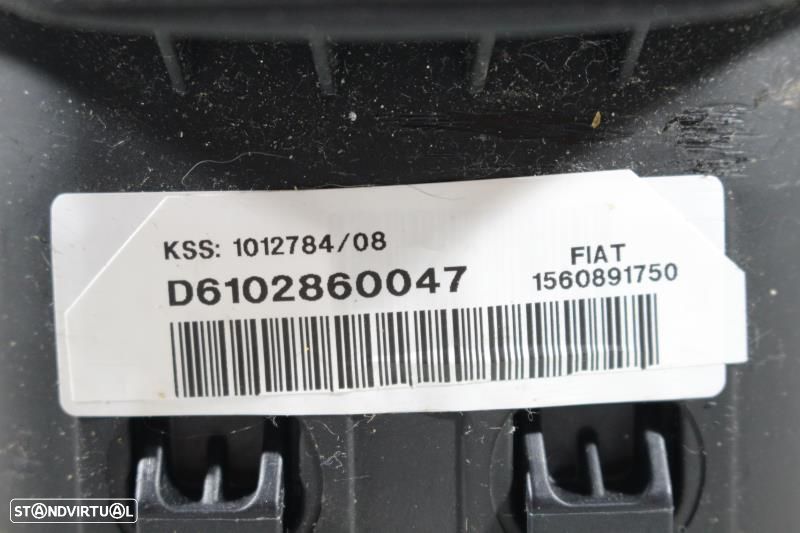 KSS: 1012784/08
D6102860047
FIAT
1560891750
STANDVIRTUAL